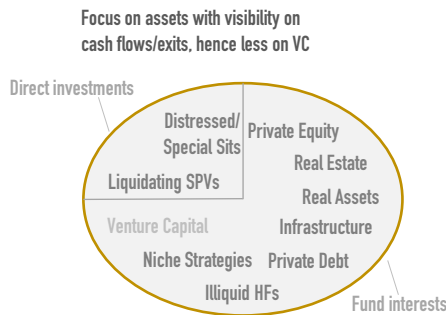 Focus on assets with visibility on
cash flows/exits, hence less on VC
Direct investments
Distressed/
Special Sits
Private Equity
Real Estate
Liquidating SPVs
Real Assets
Venture Capital
Infrastructure
Niche Strategies
Private Debt
Illiquid HFs
Fund interests